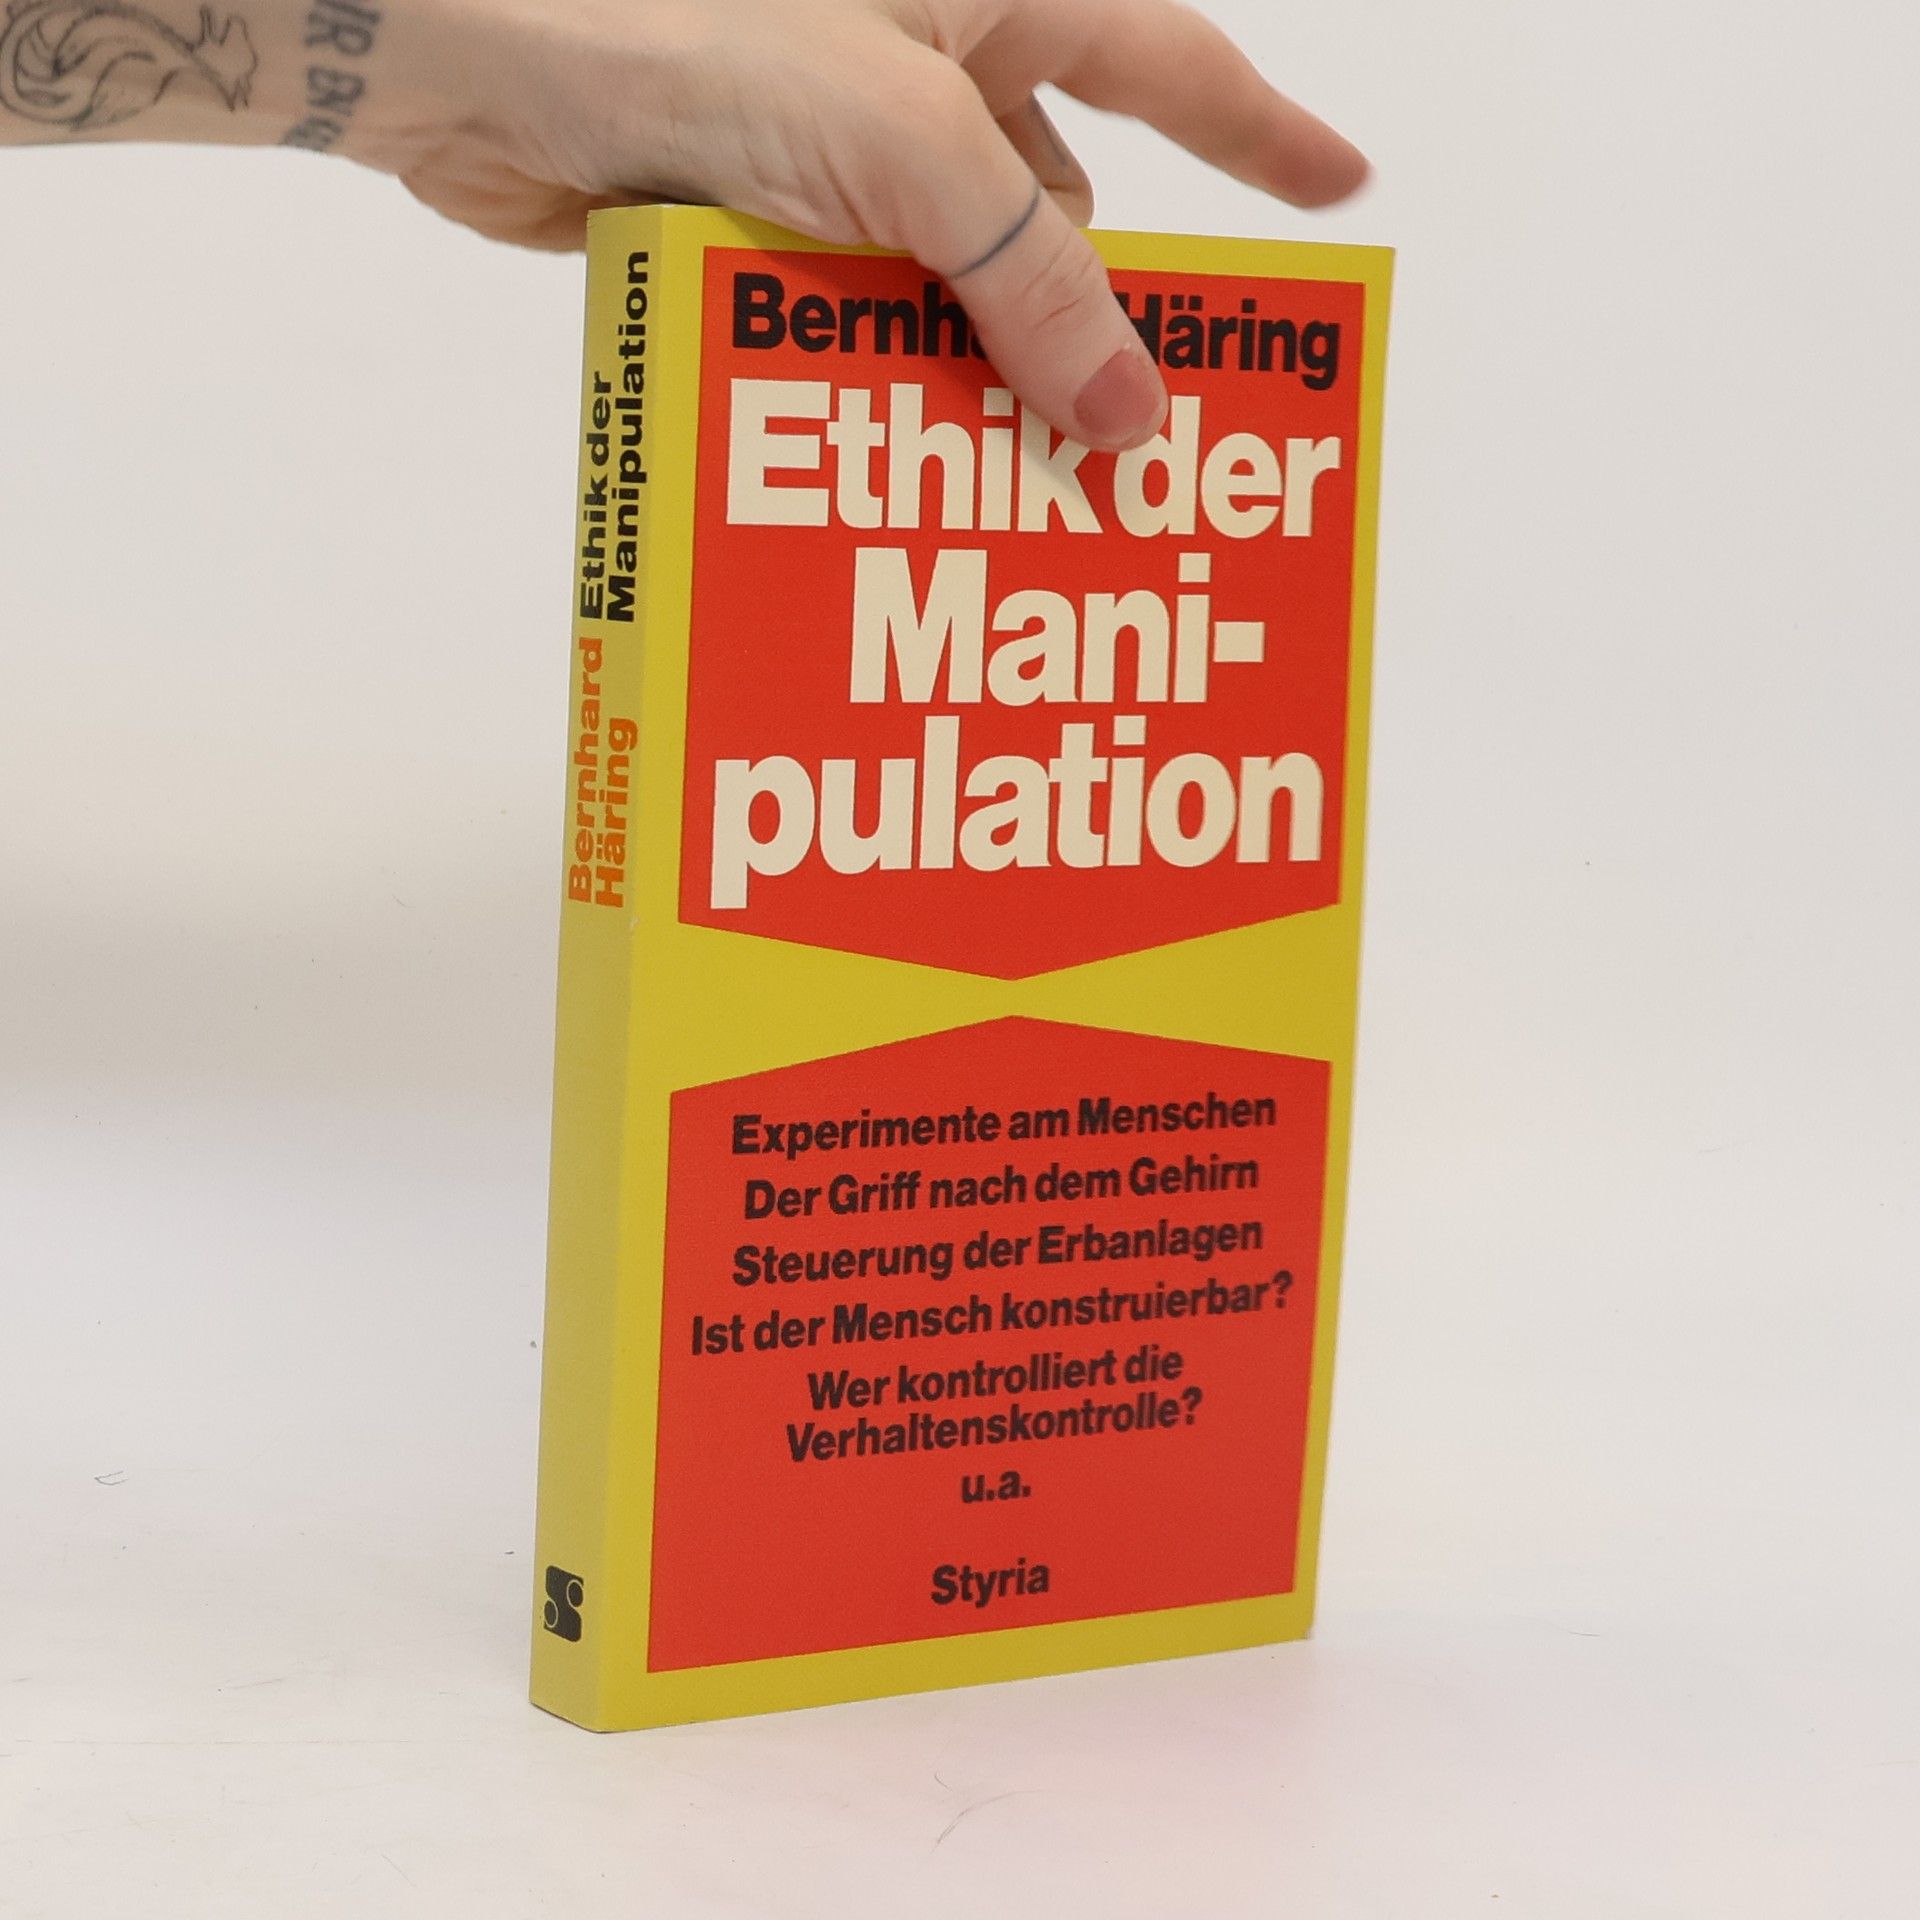 Bernhard Häring
Ethik der
Mani-
pulation
Experimente am Menschen
Der Griff nach dem Gehirn
Steuerung der Erbanlagen
Ist der Mensch konstruierbar?
Wer kontrolliert die
Verhaltenskontrolle?
u.a.
Styria
Bernhard
Häring
Ethik der
Manipulation